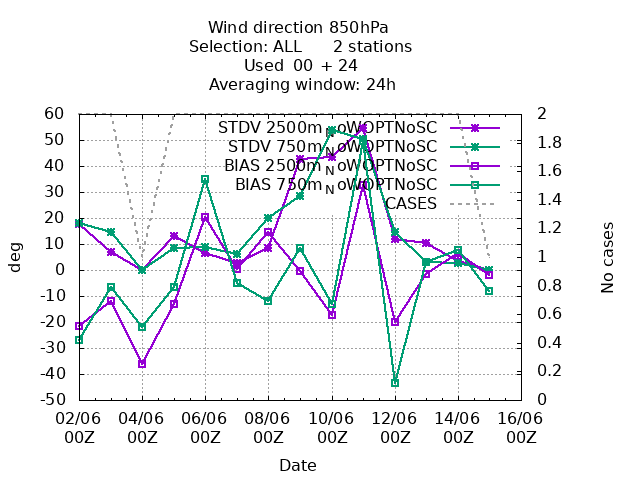 Wind direction 850hPa
Selection: ALL 2 stations
Used 00 + 24
Averaging window: 24h
STDV 2500m_NoWOPTNoSC
STDV 750m_NoWOPTNoSC
BIAS 2500m_NoWOPTNoSC
BIAS 750m_NoWOPTNoSC
CASES
60
50
40
30
20
10
0
-10
-20
-30
-40
-50
deg
2
1.8
1.6
1.4
1.2
1
0.8
0.6
0.4
0.2
0
No cases
02/06 04/06 06/06 08/06 10/06 12/06 14/06 16/06
00Z 00Z 00Z 00Z 00Z 00Z 00Z 00Z
Date